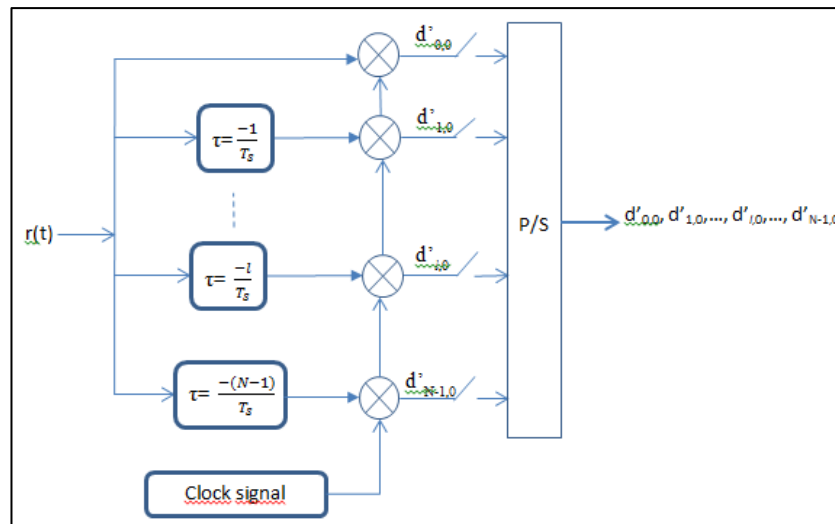 d'0,0
τ= -1/Ts
d'1,0
r(t)
P/S
d'0,0, d'1,0,..., d'l,0,..., d'N-1,0
τ= -l/Ts
d'i,0
τ= -(N−1)/Ts
d'N-1,0
Clock signal